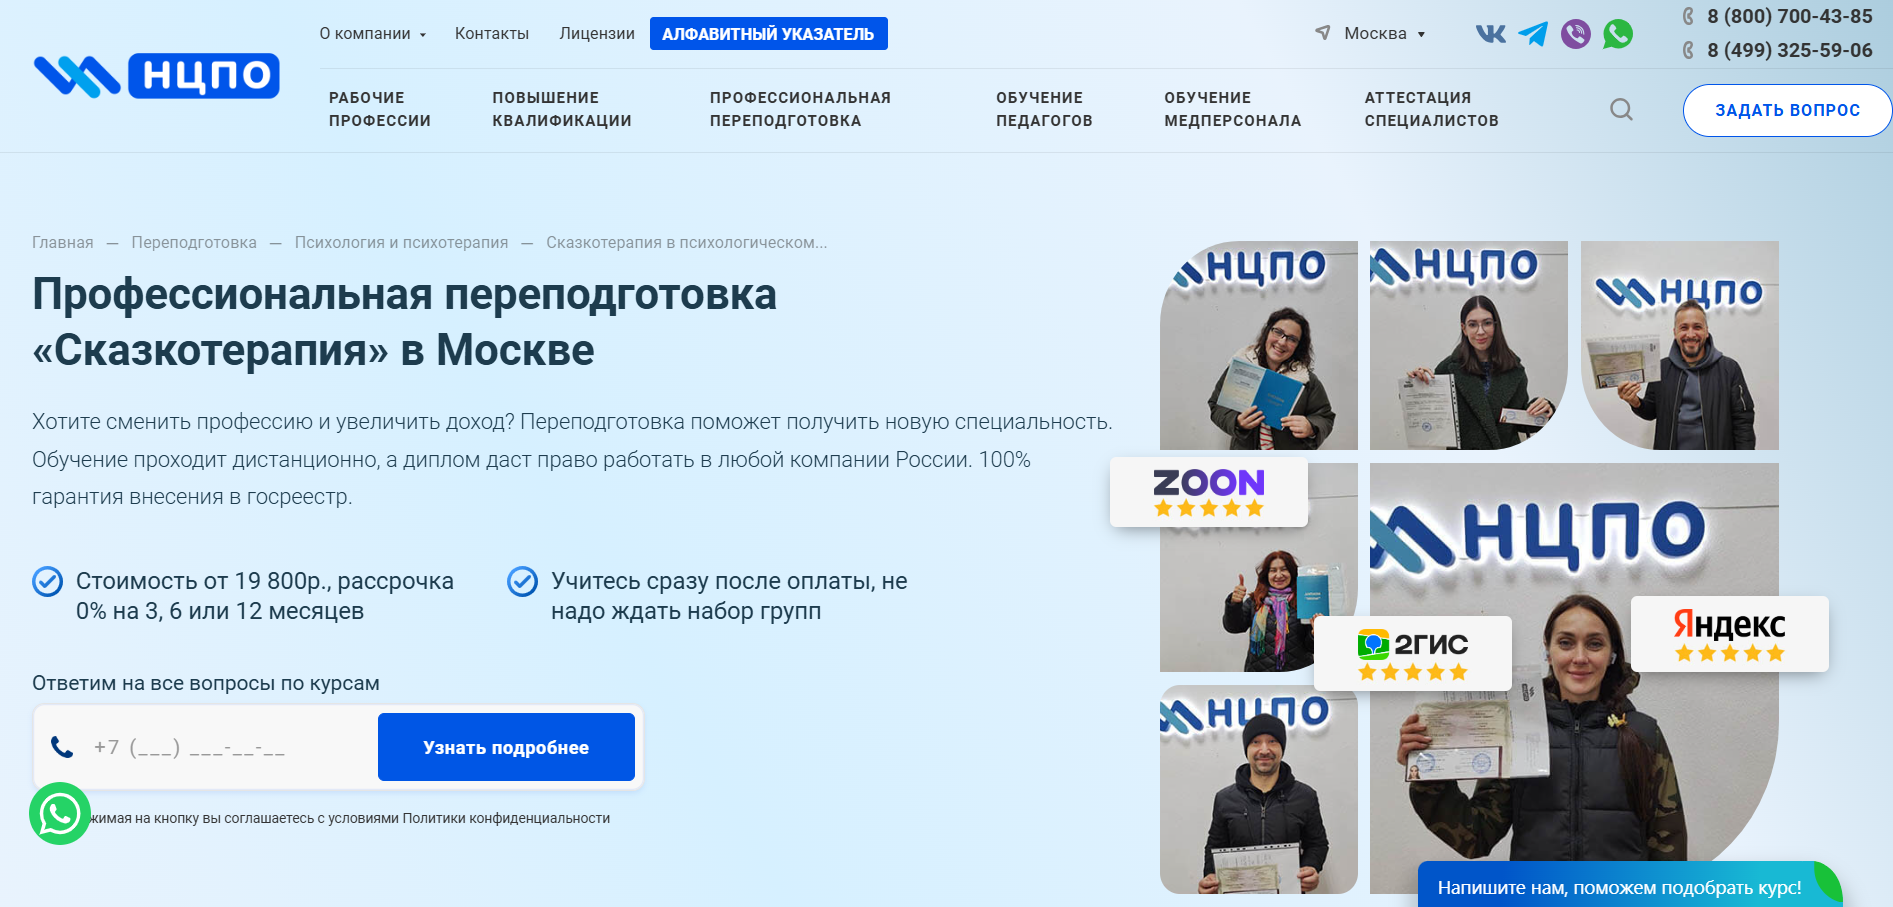 О компании
Контакты
Лицензии
АЛФАВИТНЫЙ УКАЗАТЕЛЬ
Москва
8 (800) 700-43-85
8 (499) 325-59-06
НЦПО
РАБОЧИЕ
ПРОФЕССИИ
ПОВЫШЕНИЕ
КВАЛИФИКАЦИИ
ПРОФЕССИОНАЛЬНАЯ
ПЕРЕПОДГОТОВКА
ОБУЧЕНИЕ
ПЕДАГОГОВ
ОБУЧЕНИЕ
МЕДПЕРСОНАЛА
АТТЕСТАЦИЯ
СПЕЦИАЛИСТОВ
ЗАДАТЬ ВОПРОС
Главная — Переподготовка — Психология и психотерапия — Сказкотерапия в психологическом...
Профессиональная переподготовка
«Сказкотерапия» в Москве
Хотите сменить профессию и увеличить доход? Переподготовка поможет получить новую специальность.
Обучение проходит дистанционно, а диплом даст право работать в любой компании России. 100%
гарантия внесения в госреестр.
Стоимость от 19 800р., рассрочка
0% на 3, 6 или 12 месяцев
Учитесь сразу после оплаты, не
надо ждать набор групп
Ответим на все вопросы по курсам
+7 (___) ___-__-__
Узнать подробнее
жимая на кнопку вы соглашаетесь с условиями Политики конфиденциальности
НЦПО
НЦПО
НЦПО
ZOON
НЦПО
2ГИС
Яндекс
НЦПО
Напишите нам, поможем подобрать курс!